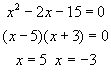 x² − 2x − 15 = 0
(x − 5)(x + 3) = 0
x = 5  x = −3